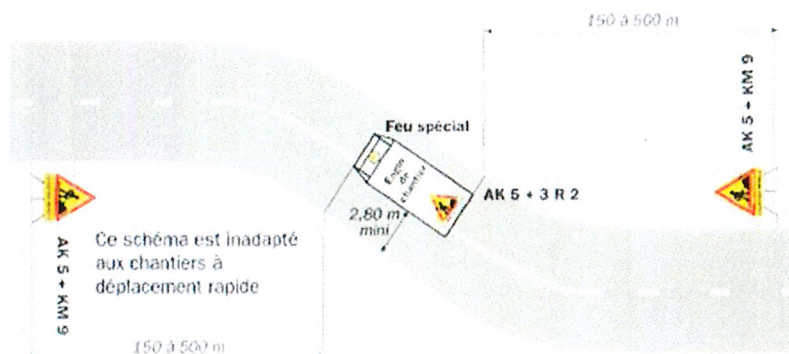 150 à 500 m
AK 5 + KM 9
Feu spécial
Engin
de
chantier
AK 5 + 3 R 2
2,80 m
mini
Ce schéma est inadapté
aux chantiers à
déplacement rapide
AK 5 + KM 9
150 à 500 m